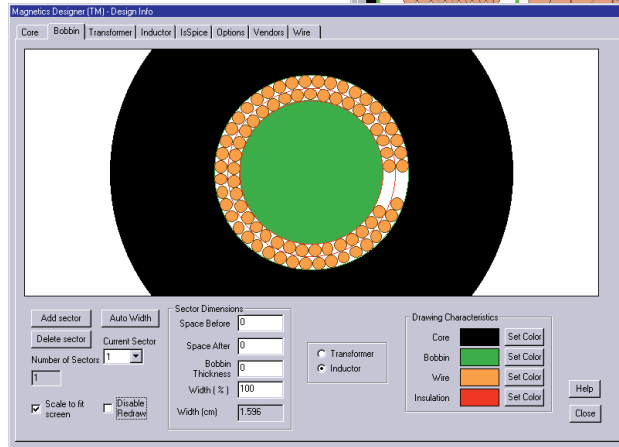 Magnetics Designer (TM) - Design Info
Core Bobbin Transformer Inductor IsSpice Options Vendors Wire
Add sector Auto Width
Delete sector Current Sector
Number of Sectors 1
1
Scale to fit screen
Disable Redraw
Sector Dimensions
Space Before 0
Space After 0
Bobbin Thickness 0
Width ( % ) 100
Width (cm) 1.596
Transformer
Inductor
Drawing Characteristics
Core Set Color
Bobbin Set Color
Wire Set Color
Insulation Set Color
Help
Close